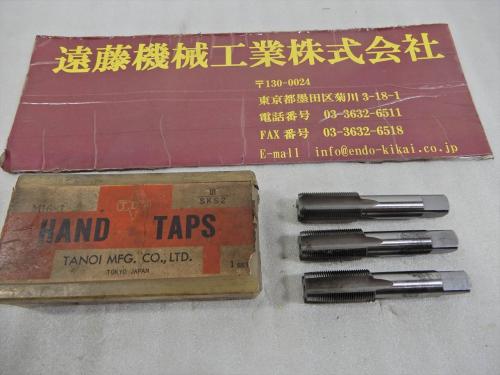 遠藤機械工業株式会社
〒130-0024
東京都墨田区菊川 3-18-1
電話番号 03-3632-6511
FAX 番号 03-3632-6518
E-mail info@endo-kikai.co.jp
III
SKS2
HAND TAPS
TANOI MFG. CO., LTD.
TOKYO JAPAN